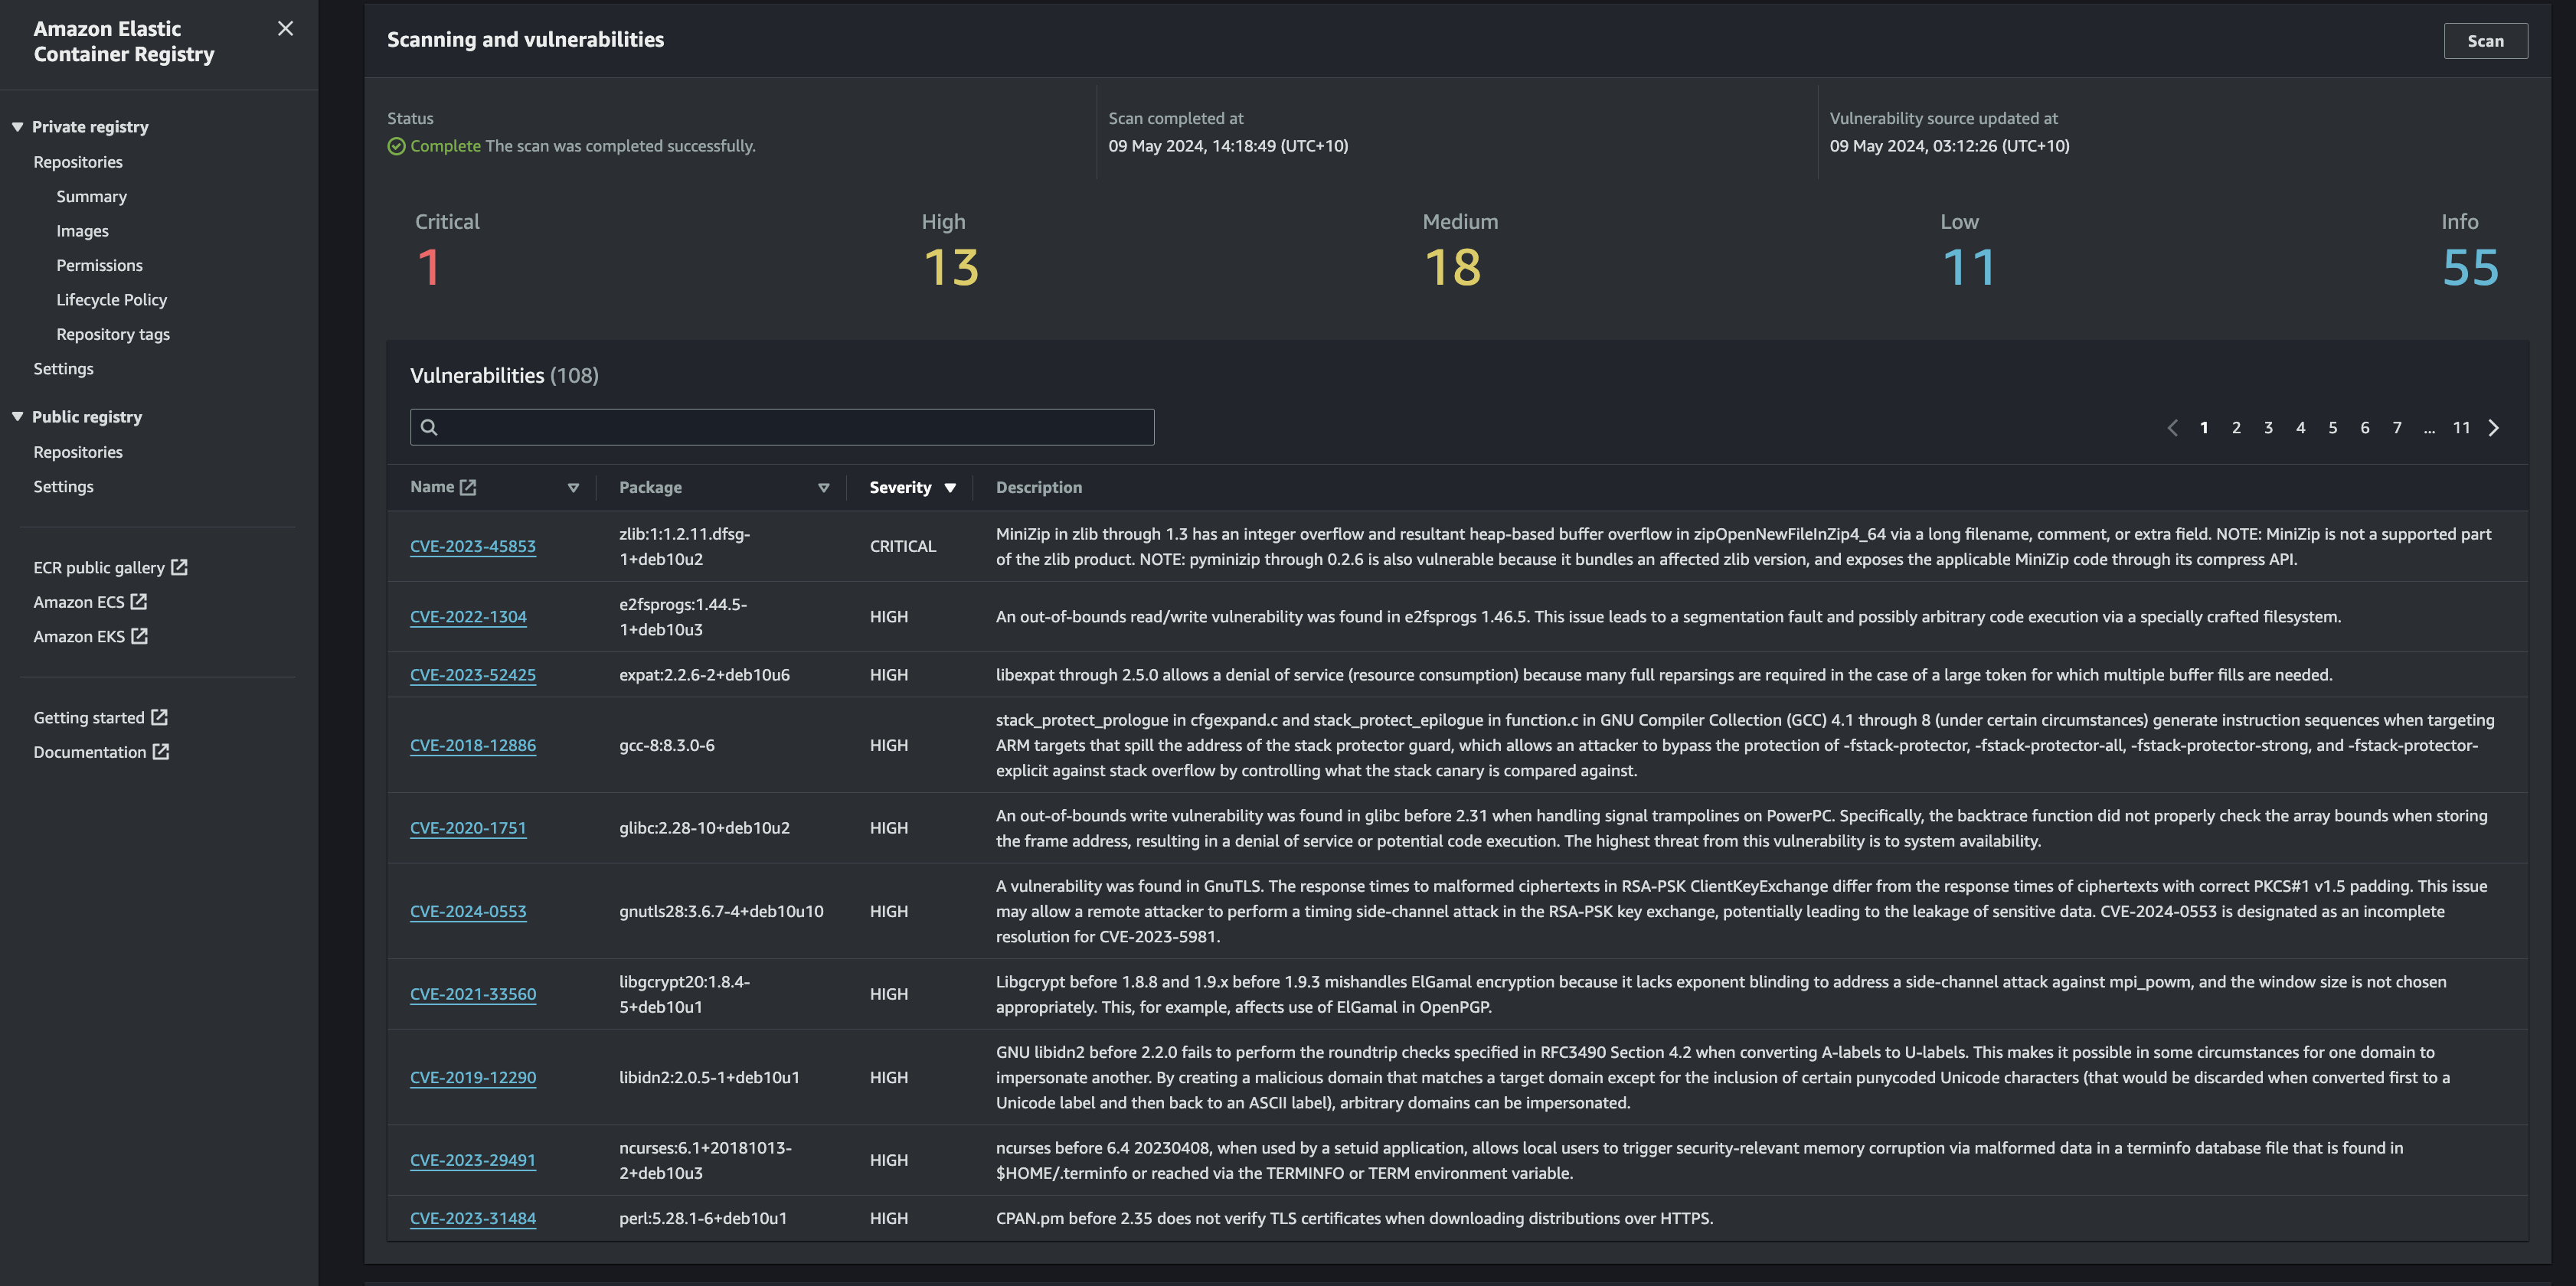 Amazon Elastic
Container Registry
Private registry
Repositories
Summary
Images
Permissions
Lifecycle Policy
Repository tags
Settings
Public registry
Repositories
Settings
ECR public gallery
Amazon ECS
Amazon EKS
Getting started
Documentation
Scanning and vulnerabilities
Scan
Status
Complete The scan was completed successfully.
Scan completed at
09 May 2024, 14:18:49 (UTC+10)
Vulnerability source updated at
09 May 2024, 03:12:26 (UTC+10)
Critical
1
High
13
Medium
18
Low
11
Info
55
Vulnerabilities (108)
1 2 3 4 5 6 7 ... 11
Name Package Severity Description
CVE-2023-45853
zlib:1:1.2.11.dfsg-
1+deb10u2
CRITICAL
MiniZip in zlib through 1.3 has an integer overflow and resultant heap-based buffer overflow in zipOpenNewFileInZip4_64 via a long filename, comment, or extra field. NOTE: MiniZip is not a supported part
of the zlib product. NOTE: pyminizip through 0.2.6 is also vulnerable because it bundles an affected zlib version, and exposes the applicable MiniZip code through its compress API.
CVE-2022-1304
e2fsprogs:1.44.5-
1+deb10u3
HIGH
An out-of-bounds read/write vulnerability was found in e2fsprogs 1.46.5. This issue leads to a segmentation fault and possibly arbitrary code execution via a specially crafted filesystem.
CVE-2023-52425
expat:2.2.6-2+deb10u6
HIGH
libexpat through 2.5.0 allows a denial of service (resource consumption) because many full reparsings are required in the case of a large token for which multiple buffer fills are needed.
CVE-2018-12886
gcc-8:8.3.0-6
HIGH
stack_protect_prologue in cfgexpand.c and stack_protect_epilogue in function.c in GNU Compiler Collection (GCC) 4.1 through 8 (under certain circumstances) generate instruction sequences when targeting
ARM targets that spill the address of the stack protector guard, which allows an attacker to bypass the protection of -fstack-protector, -fstack-protector-all, -fstack-protector-strong, and -fstack-protector-
explicit against stack overflow by controlling what the stack canary is compared against.
CVE-2020-1751
glibc:2.28-10+deb10u2
HIGH
An out-of-bounds write vulnerability was found in glibc before 2.31 when handling signal trampolines on PowerPC. Specifically, the backtrace function did not properly check the array bounds when storing
the frame address, resulting in a denial of service or potential code execution. The highest threat from this vulnerability is to system availability.
CVE-2024-0553
gnutls28:3.6.7-4+deb10u10
HIGH
A vulnerability was found in GnuTLS. The response times to malformed ciphertexts in RSA-PSK ClientKeyExchange differ from the response times of ciphertexts with correct PKCS#1 v1.5 padding. This issue
may allow a remote attacker to perform a timing side-channel attack in the RSA-PSK key exchange, potentially leading to the leakage of sensitive data. CVE-2024-0553 is designated as an incomplete
resolution for CVE-2023-5981.
CVE-2021-33560
libgcrypt20:1.8.4-
5+deb10u1
HIGH
Libgcrypt before 1.8.8 and 1.9.x before 1.9.3 mishandles ElGamal encryption because it lacks exponent blinding to address a side-channel attack against mpi_powm, and the window size is not chosen
appropriately. This, for example, affects use of ElGamal in OpenPGP.
CVE-2019-12290
libidn2:2.0.5-1+deb10u1
HIGH
GNU libidn2 before 2.2.0 fails to perform the roundtrip checks specified in RFC3490 Section 4.2 when converting A-labels to U-labels. This makes it possible in some circumstances for one domain to
impersonate another. By creating a malicious domain that matches a target domain except for the inclusion of certain punycoded Unicode characters (that would be discarded when converted first to a
Unicode label and then back to an ASCII label), arbitrary domains can be impersonated.
CVE-2023-29491
ncurses:6.1+20181013-
2+deb10u3
HIGH
ncurses before 6.4 20230408, when used by a setuid application, allows local users to trigger security-relevant memory corruption via malformed data in a terminfo database file that is found in
$HOME/.terminfo or reached via the TERMINFO or TERM environment variable.
CVE-2023-31484
perl:5.28.1-6+deb10u1
HIGH
CPAN.pm before 2.35 does not verify TLS certificates when downloading distributions over HTTPS.